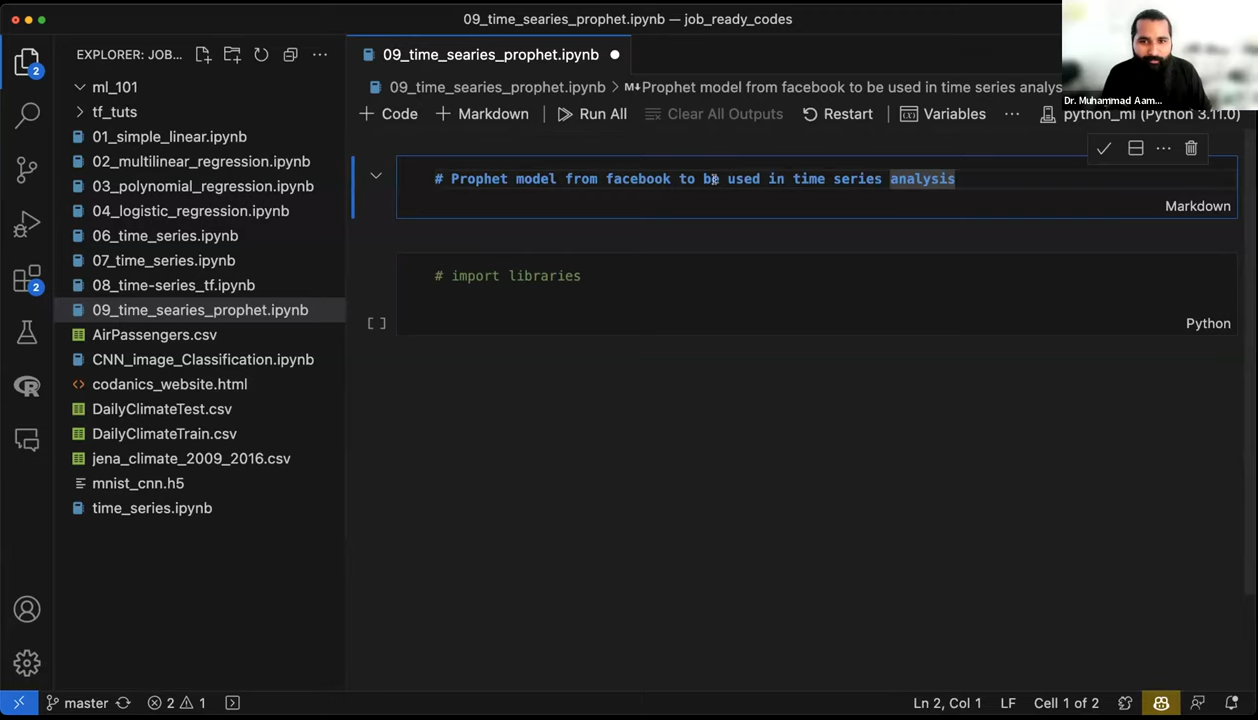 09_time_searies_prophet.ipynb — job_ready_codes
EXPLORER: JOB...
09_time_searies_prophet.ipynb
ml_101
tf_tuts
01_simple_linear.ipynb
02_multilinear_regression.ipynb
03_polynomial_regression.ipynb
04_logistic_regression.ipynb
06_time_series.ipynb
07_time_series.ipynb
08_time-series_tf.ipynb
09_time_searies_prophet.ipynb
AirPassengers.csv
CNN_image_Classification.ipynb
codanics_website.html
DailyClimateTest.csv
DailyClimateTrain.csv
jena_climate_2009_2016.csv
mnist_cnn.h5
time_series.ipynb
2
2
09_time_searies_prophet.ipynb > M↓Prophet model from facebook to be used in time series analys
+ Code + Markdown Run All Clear All Outputs Restart Variables ... python_ml (Python 3.11.0)
# Prophet model from facebook to be used in time series analysis
Markdown
# import libraries
[ ]
Python
Dr. Muhammad Aam...
master 2 1
Ln 2, Col 1 LF Cell 1 of 2